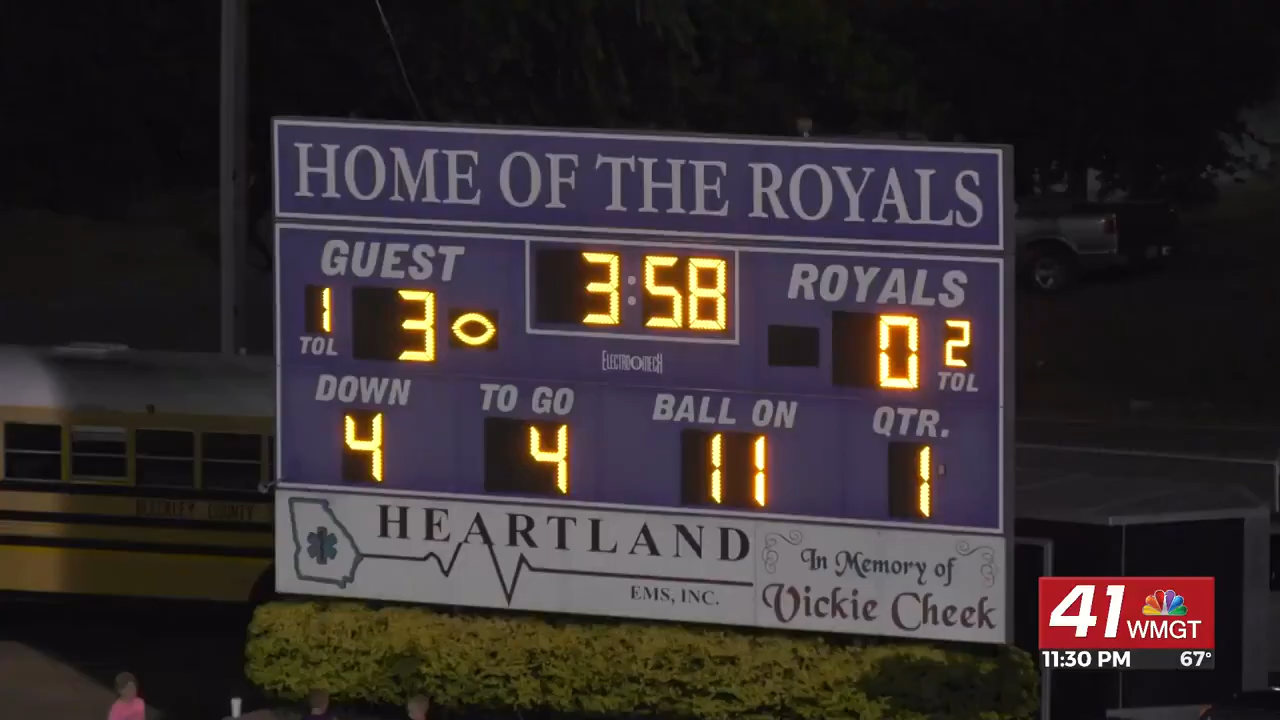 HOME OF THE ROYALS
GUEST 3:58 ROYALS
1 TOL 3 0 2 TOL
ELECTRO-MECH
DOWN TO GO BALL ON QTR.
4 4 11 1
BLECKLEY COUNTY
HEARTLAND
EMS, INC.
In Memory of
Vickie Cheek
41 WMGT
11:30 PM 67°